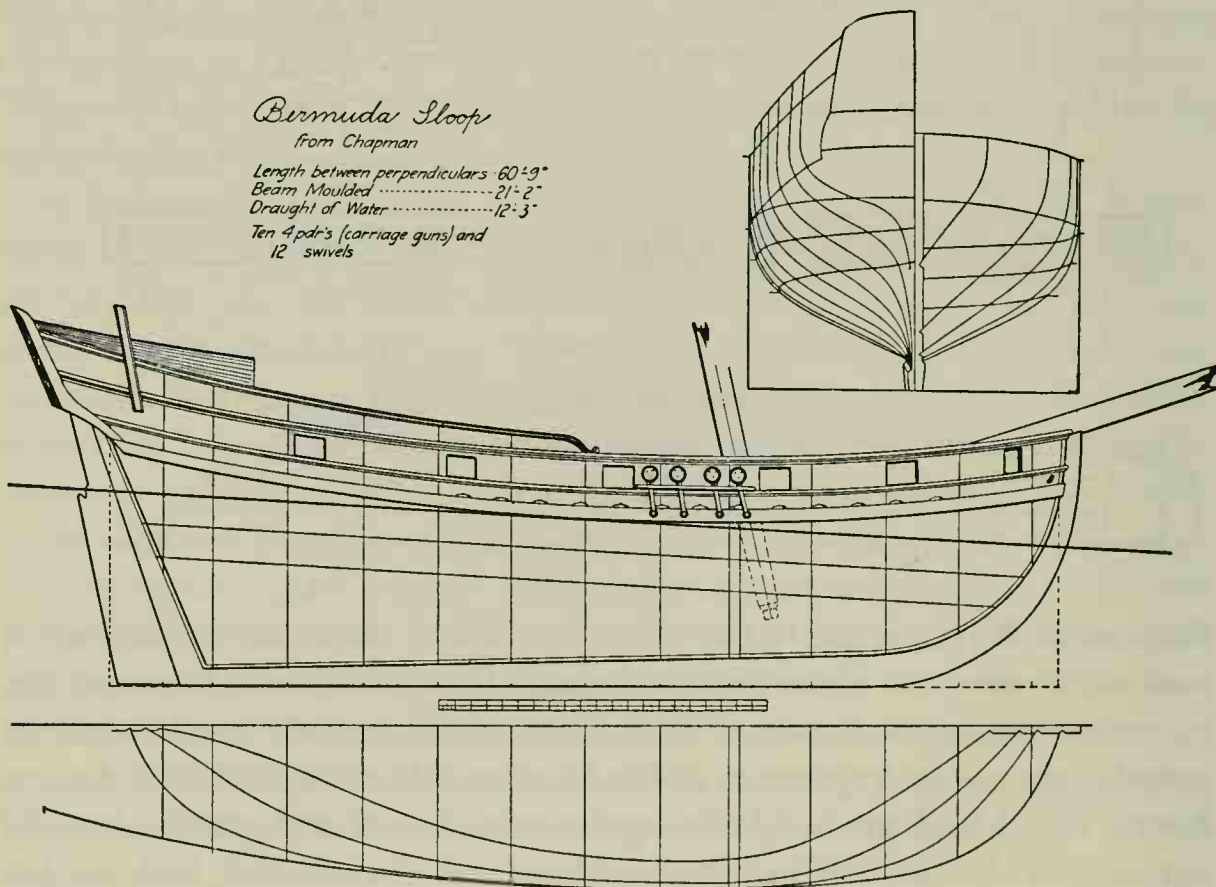 Bermuda Sloop
from Chapman
Length between perpendiculars - 60'-9"
Beam Moulded ------------ 21'-2"
Draught of Water ------------ 12'-3"
Ten 4 pdr's (carriage guns) and
12 swivels